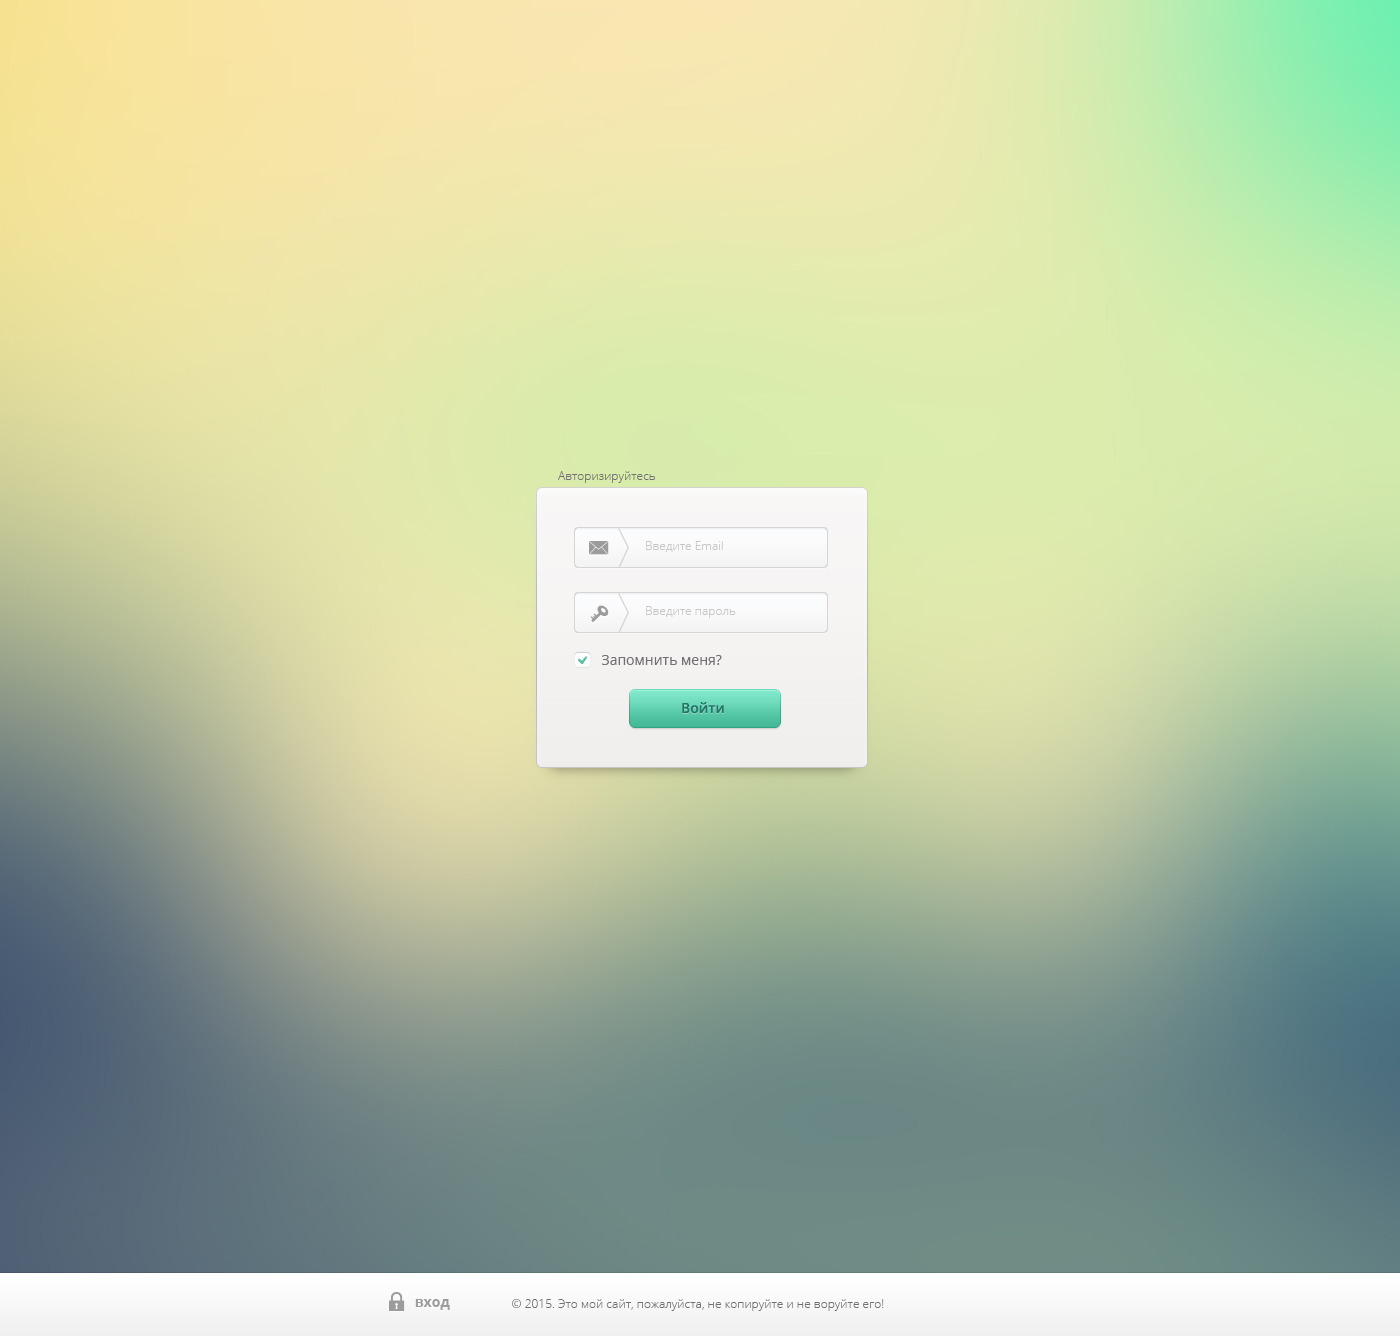 Авторизируйтесь
Введите Email
Введите пароль
Запомнить меня?
Войти
вход
© 2015. Это мой сайт, пожалуйста, не копируйте и не воруйте его!